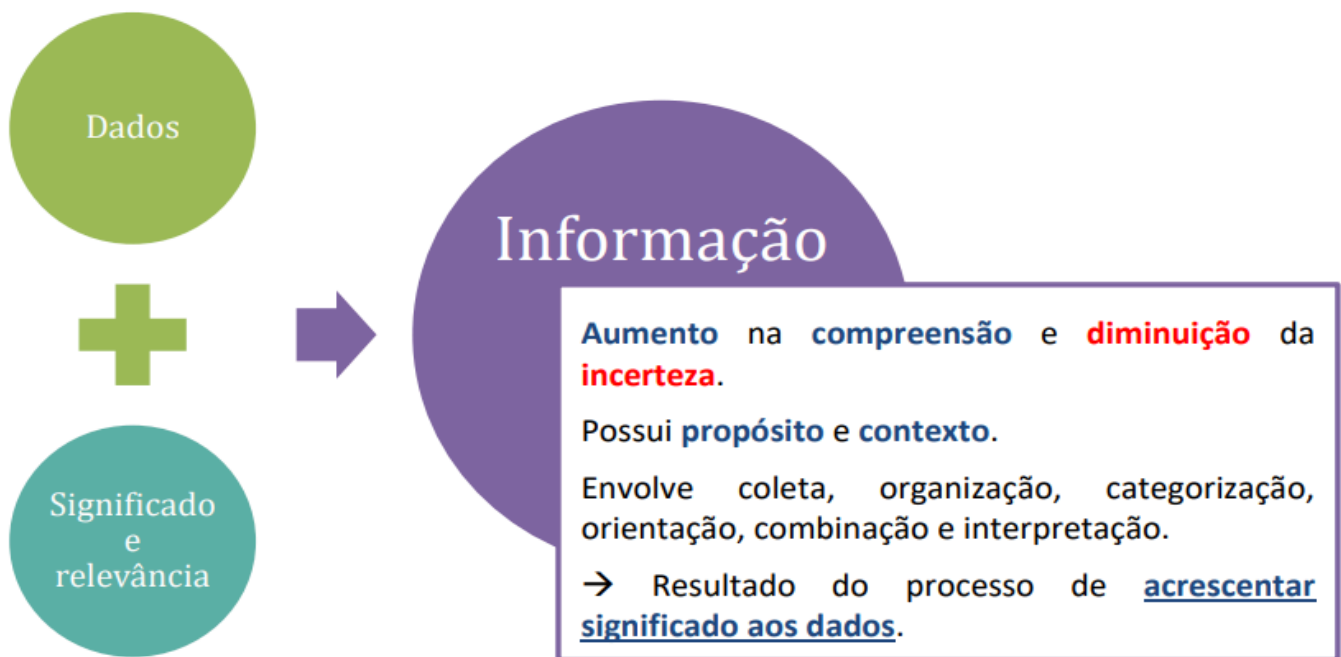 Dados
Significado
e
relevância
Informação
Aumento na compreensão e diminuição da
incerteza.
Possui propósito e contexto.
Envolve coleta, organização, categorização,
orientação, combinação e interpretação.
→ Resultado do processo de acrescentar
significado aos dados.